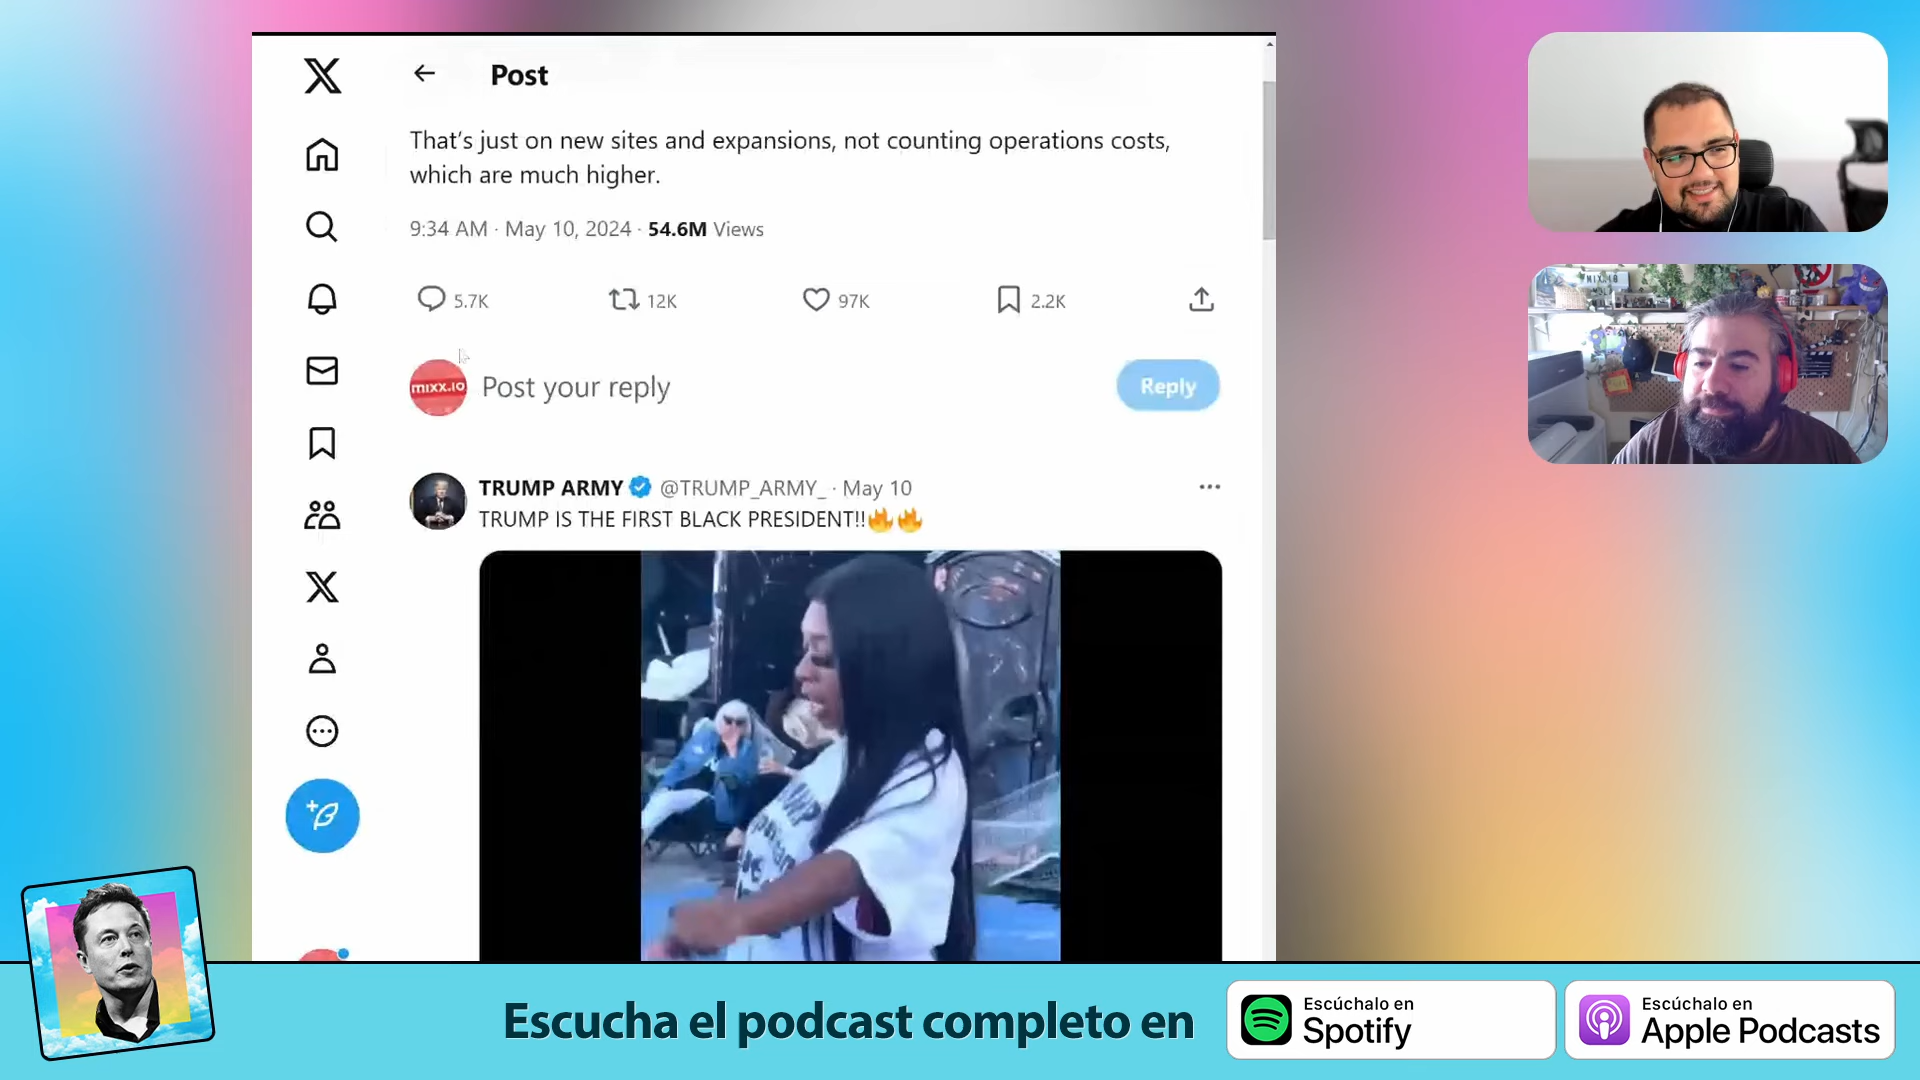 Post
That's just on new sites and expansions, not counting operations costs,
which are much higher.
9:34 AM · May 10, 2024 · 54.6M Views
5.7K 12K 97K 2.2K
mixx.io Post your reply Reply
TRUMP ARMY @TRUMP_ARMY_ · May 10
TRUMP IS THE FIRST BLACK PRESIDENT!!🔥🔥
Escucha el podcast completo en
Escúchalo en
Spotify
Escúchalo en
Apple Podcasts